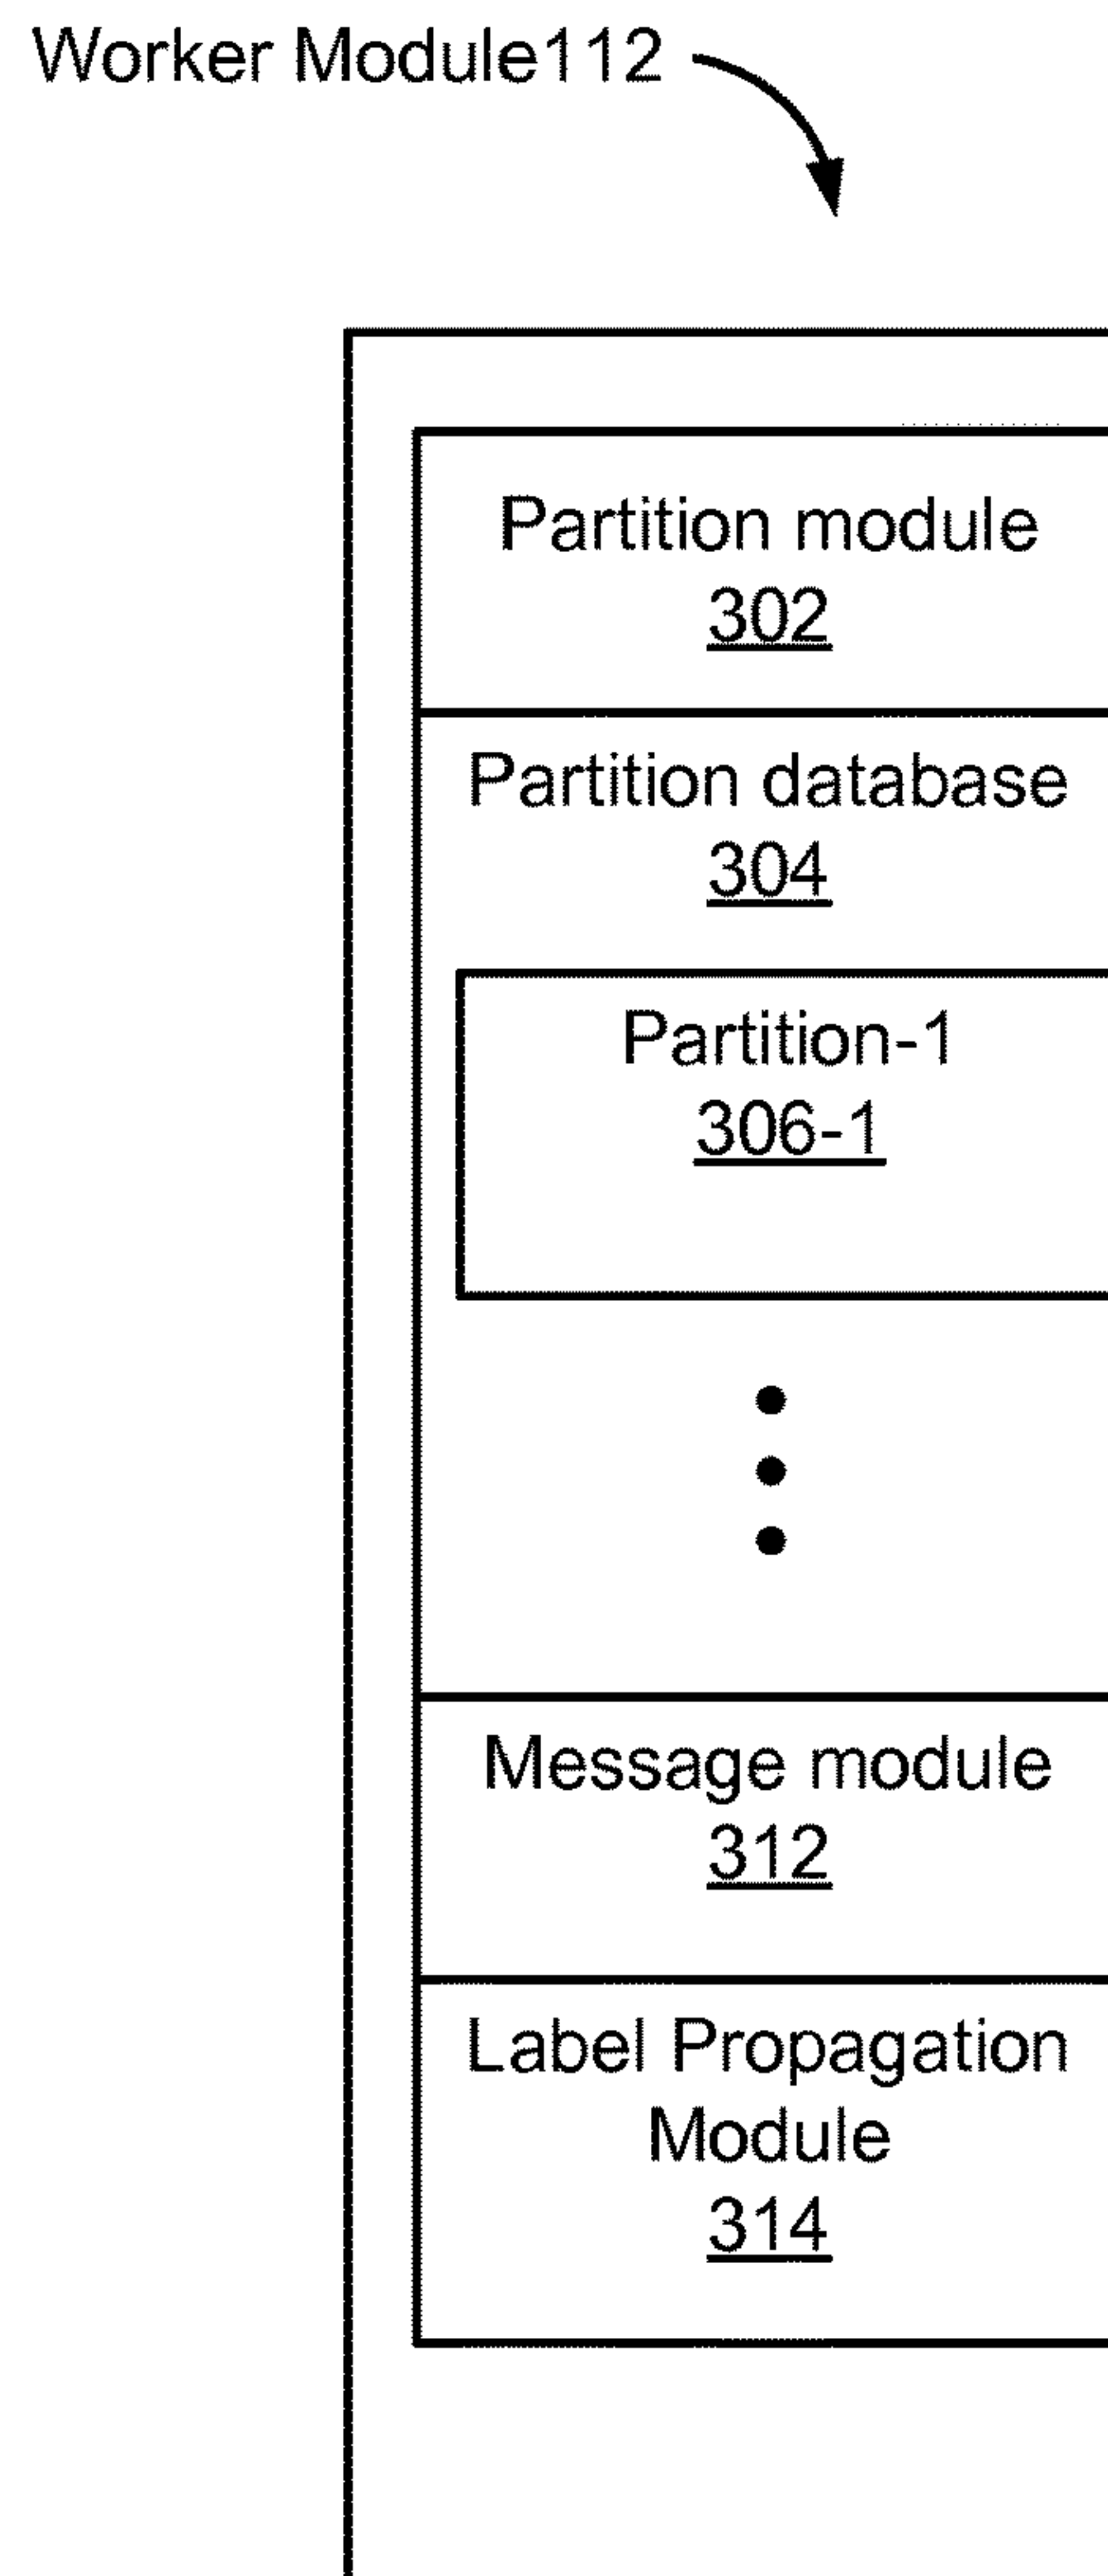 Worker Module112
Partition module
302
Partition database
304
Partition-1
306-1
Message module
312
Label Propagation
Module
314